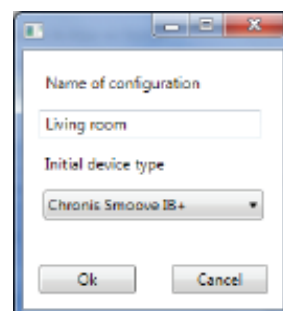 Name of configuration
Living room
Initial device type
Chronis Smoove IB+
Ok
Cancel